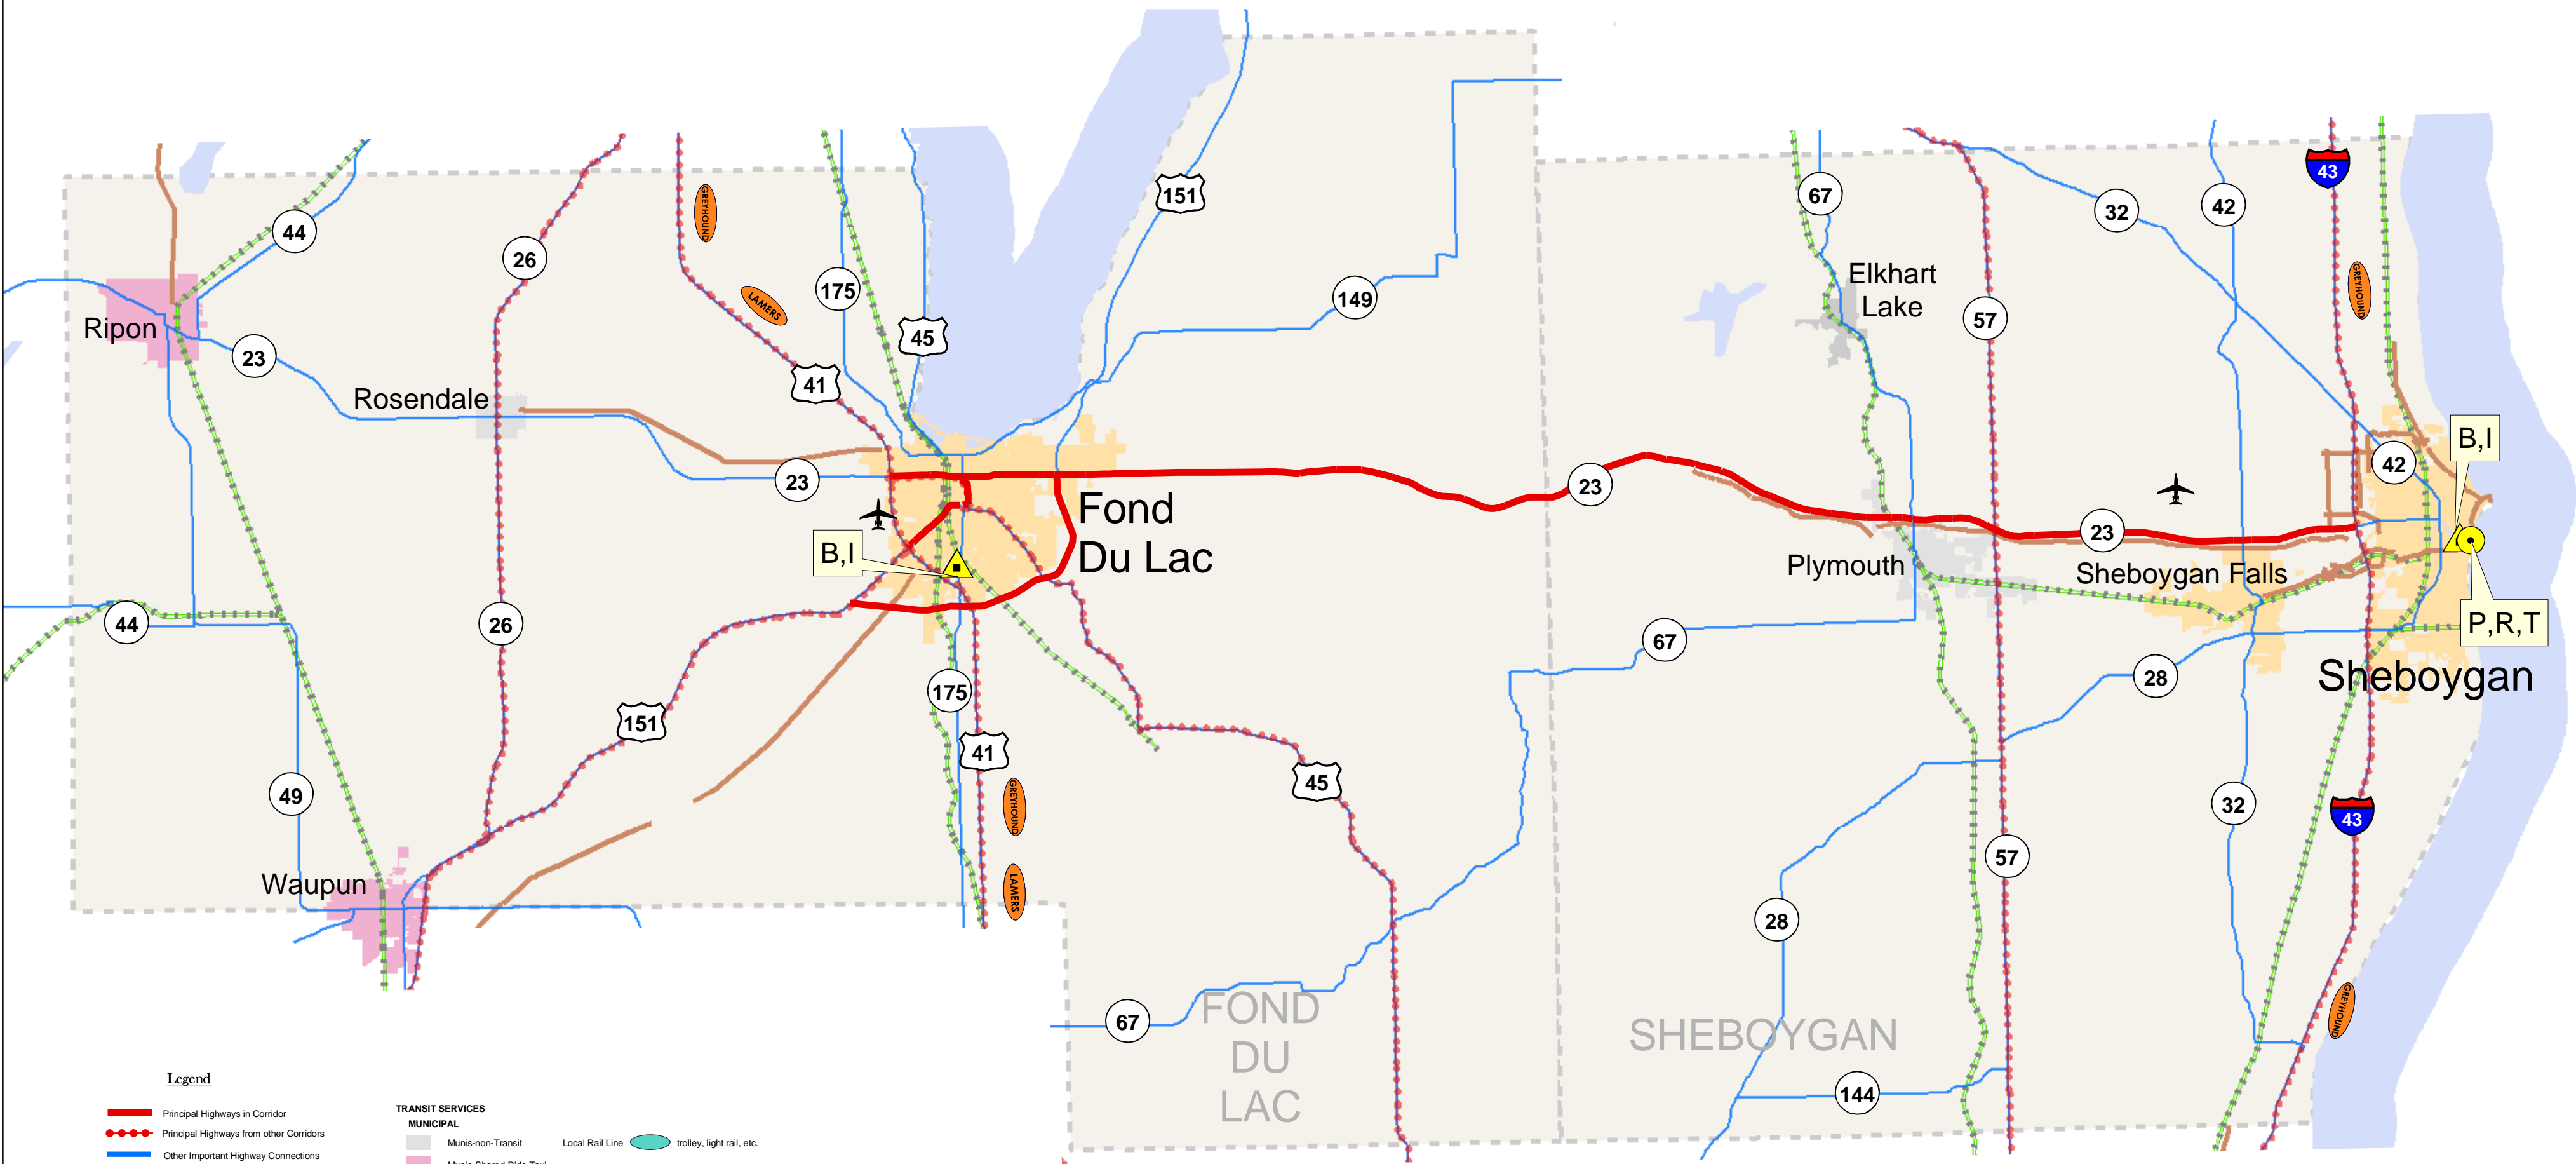 43
GREYHOUND
151
67
32
42
44
26
Elkhart
Lake
175
149
GREYHOUND
LAMERS
57
Ripon
45
23
41
Rosendale
B,I
42
23
23
Fond
Du Lac
23
B,I
Plymouth
Sheboygan Falls
44
26
P,R,T
67
28
Sheboygan
175
151
41
45
49
GREYHOUND
32
43
57
Waupun
LAMERS
28
67
FOND
DU
LAC
SHEBOYGAN
GREYHOUND
144
Legend
Principal Highways in Corridor
Principal Highways from other Corridors
Other Important Highway Connections
TRANSIT SERVICES
MUNICIPAL
Munis-non-Transit
Local Rail Line
trolley, light rail, etc.